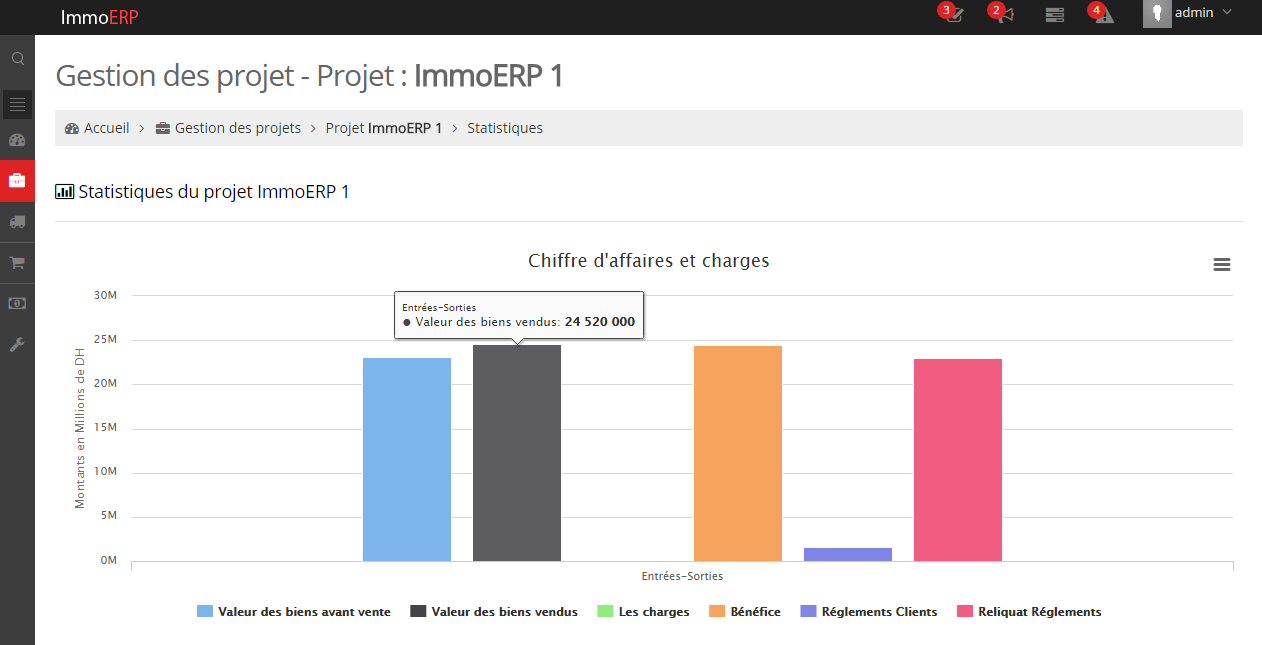 ImmoERP
3
2
4
admin
Gestion des projet - Projet : ImmoERP 1
Accueil > Gestion des projets > Projet ImmoERP 1 > Statistiques
Statistiques du projet ImmoERP 1
Chiffre d'affaires et charges
Entrées-Sorties
● Valeur des biens vendus: 24 520 000
Montants en Millions de DH
30M
25M
20M
15M
10M
5M
0M
Entrées-Sorties
Valeur des biens avant vente
Valeur des biens vendus
Les charges
Bénéfice
Réglements Clients
Reliquat Réglements